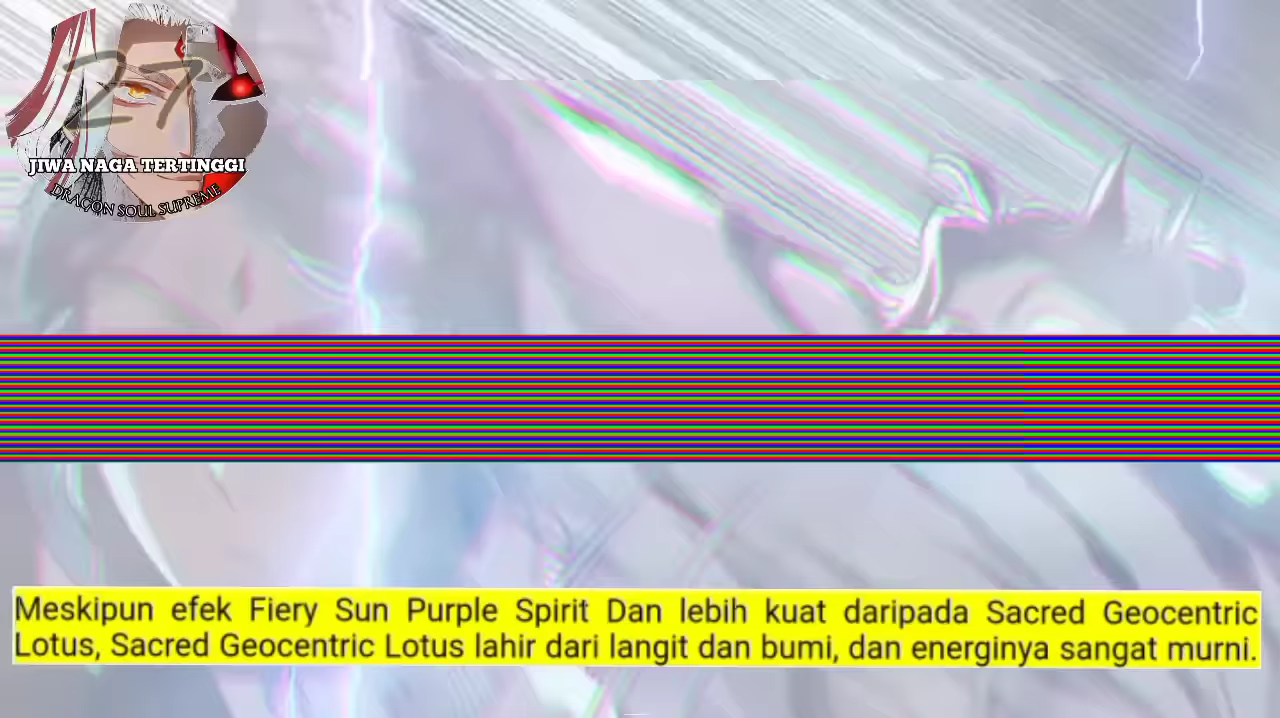 27
JIWA NAGA TERTINGGI
DRAGON SOUL SUPREME
Meskipun efek Fiery Sun Purple Spirit Dan lebih kuat daripada Sacred Geocentric
Lotus, Sacred Geocentric Lotus lahir dari langit dan bumi, dan energinya sangat murni.